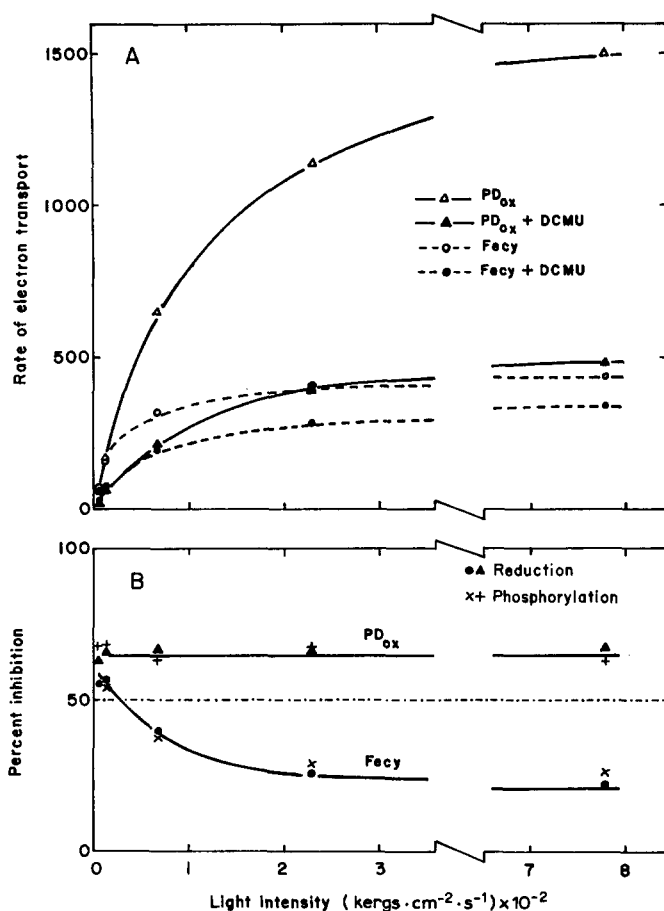 A
1500
1000
500
0
Rate of electron transport
PDox
PDox + DCMU
Fecy
Fecy + DCMU
B
100
50
0
Percent inhibition
Reduction
Phosphorylation
PDox
Fecy
0 1 2 3 7 8
Light intensity (kergs·cm-2·s-1) x 10-2